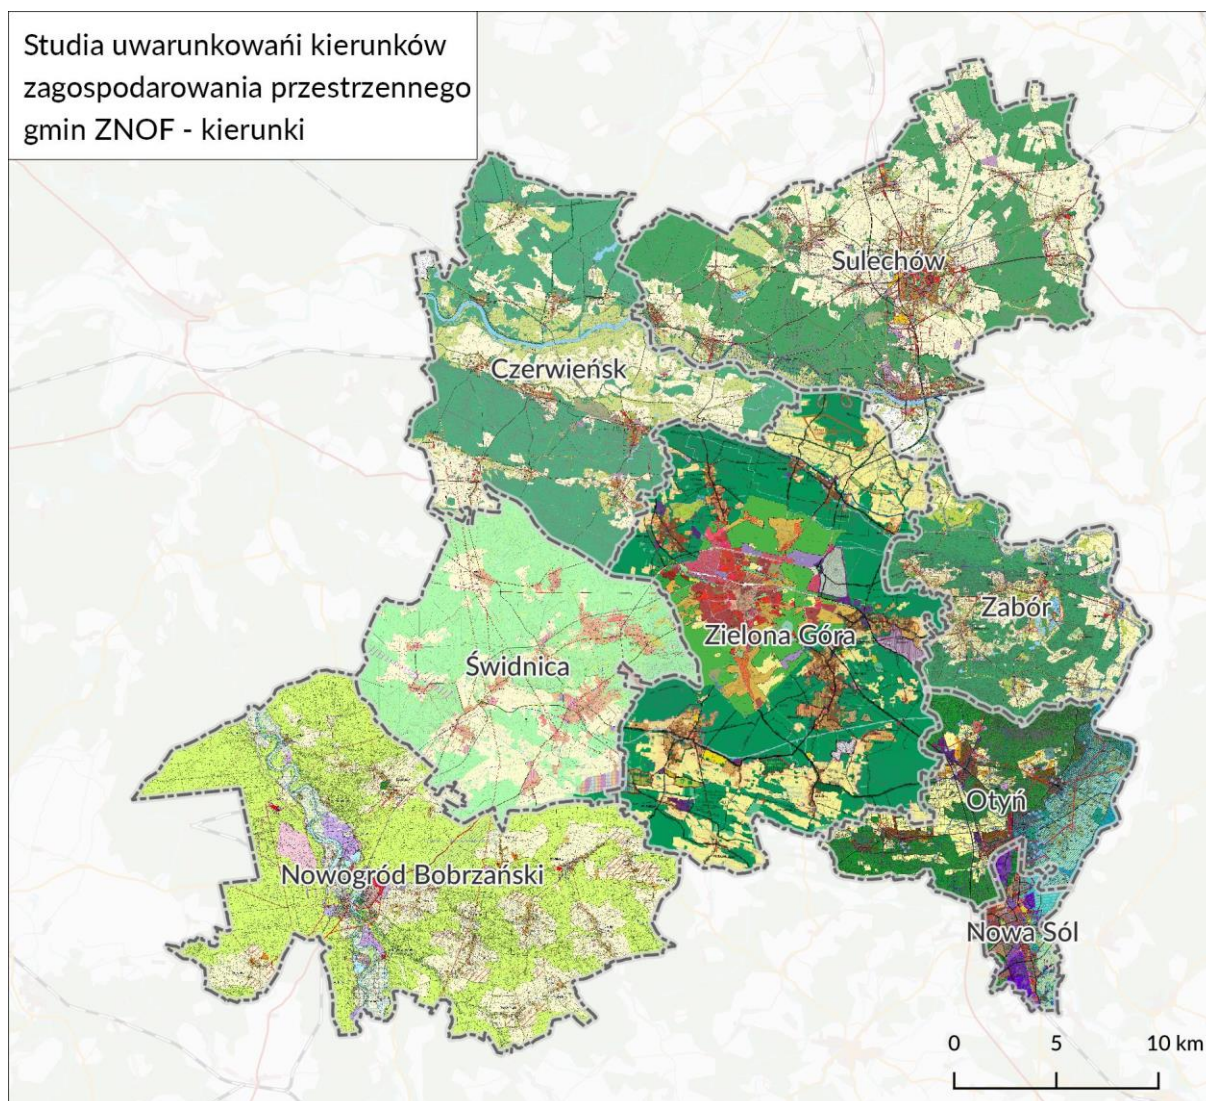 Studia uwarunkowańi kierunków
zagospodarowania przestrzennego
gmin ZNOF - kierunki
Sulechów
Czerwieńsk
Zabór
Zielona Góra
Świdnica
Otyń
Nowogród Bobrzański
Nowa Sól
0 5 10 km